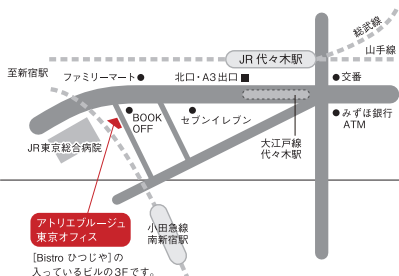 総武線
JR 代々木駅
山手線
至新宿駅
ファミリーマート
北口・A3出口
交番
BOOK
OFF
セブンイレブン
みずほ銀行
ATM
JR東京総合病院
大江戸線
代々木駅
アトリエブルージュ
東京オフィス
小田急線
南新宿駅
[Bistro ひつじや]の
入っているビルの3Fです。